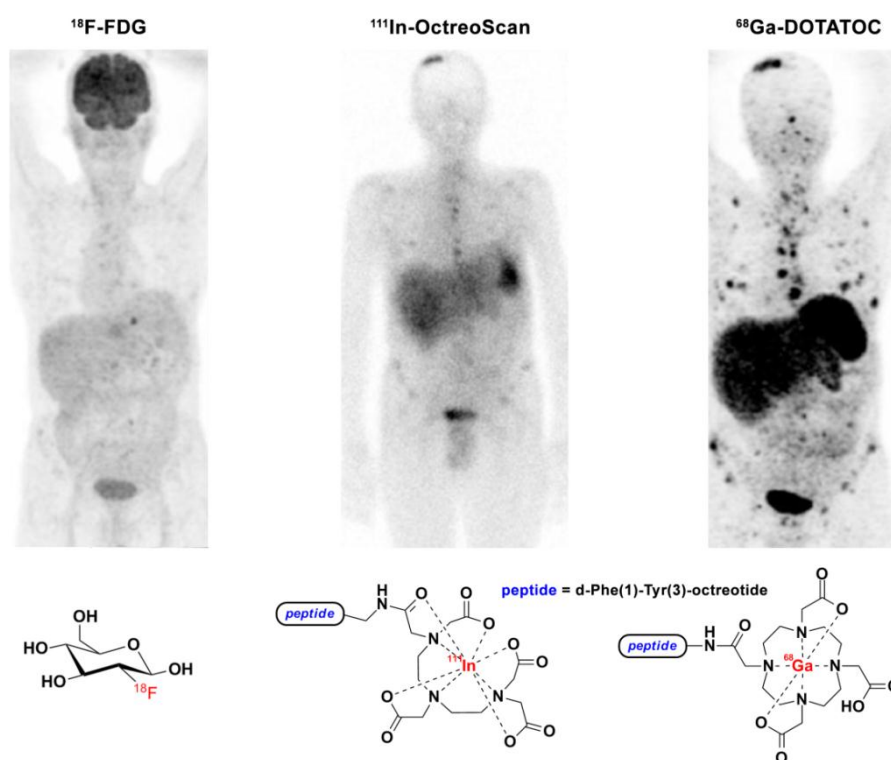 ¹⁸F-FDG
¹¹¹In-OctreoScan
⁶⁸Ga-DOTATOC
peptide = d-Phe(1)-Tyr(3)-octreotide
OH
HO
HO
O
OH
¹⁸F
peptide
H
N
O
N
O
O
¹¹¹In
O
O
O
O
N
N
O
O
peptide
H
N
O
O
O
N
N
⁶⁸Ga
N
N
O
O
O
HO